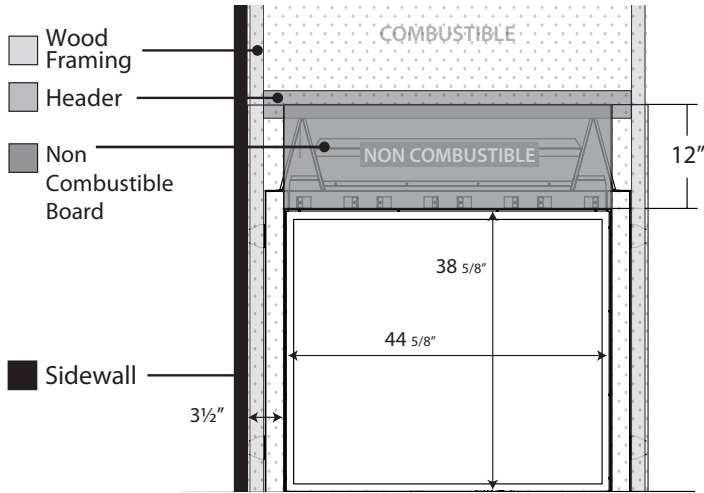 COMBUSTIBLE
Wood
Framing
Header
Non
Combustible
Board
NON COMBUSTIBLE
12”
38 5/8”
44 5/8”
Sidewall
3½”